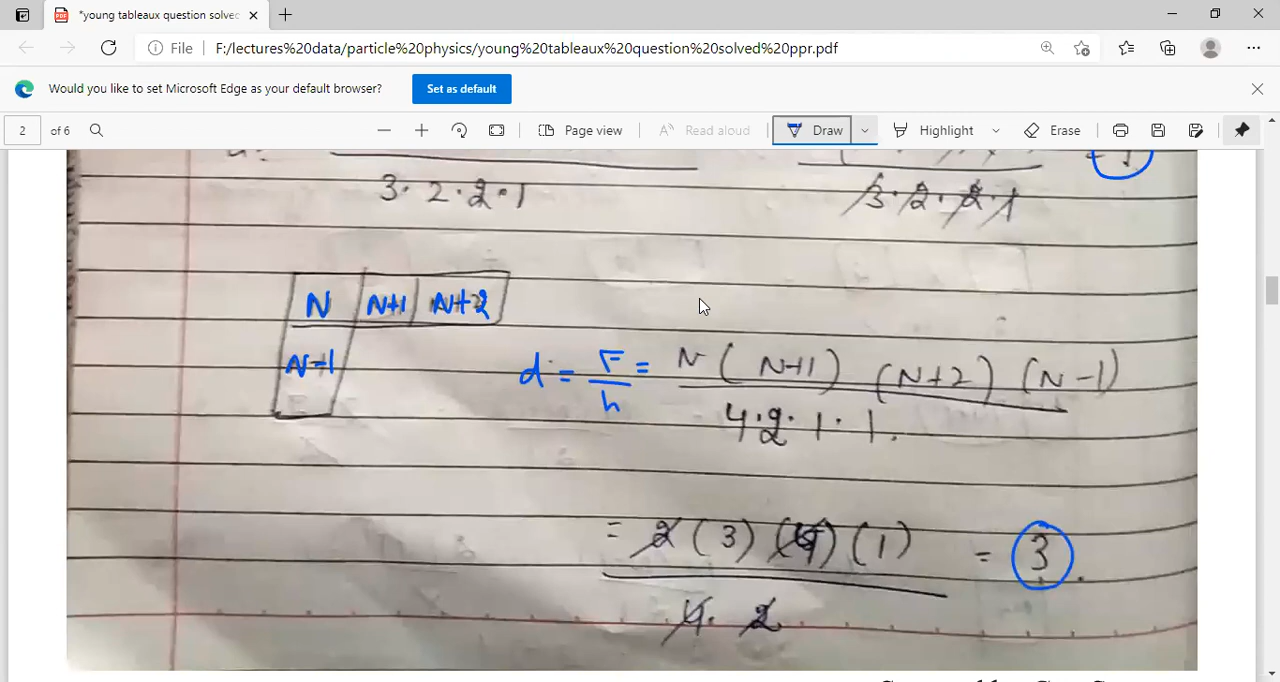 *young tableaux question solved
File F:/lectures%20data/particle%20physics/young%20tableaux%20question%20solved%20ppr.pdf
Would you like to set Microsoft Edge as your default browser? Set as default
2 of 6 Page view Read aloud Draw Highlight Erase
3·2·2·1 3·2·2·1
N N+1 N+2
N-1
d = F/h = N(N+1)(N+2)(N-1)
4·2·1·1.
= 2(3)(4)(1) = 3.
4·2